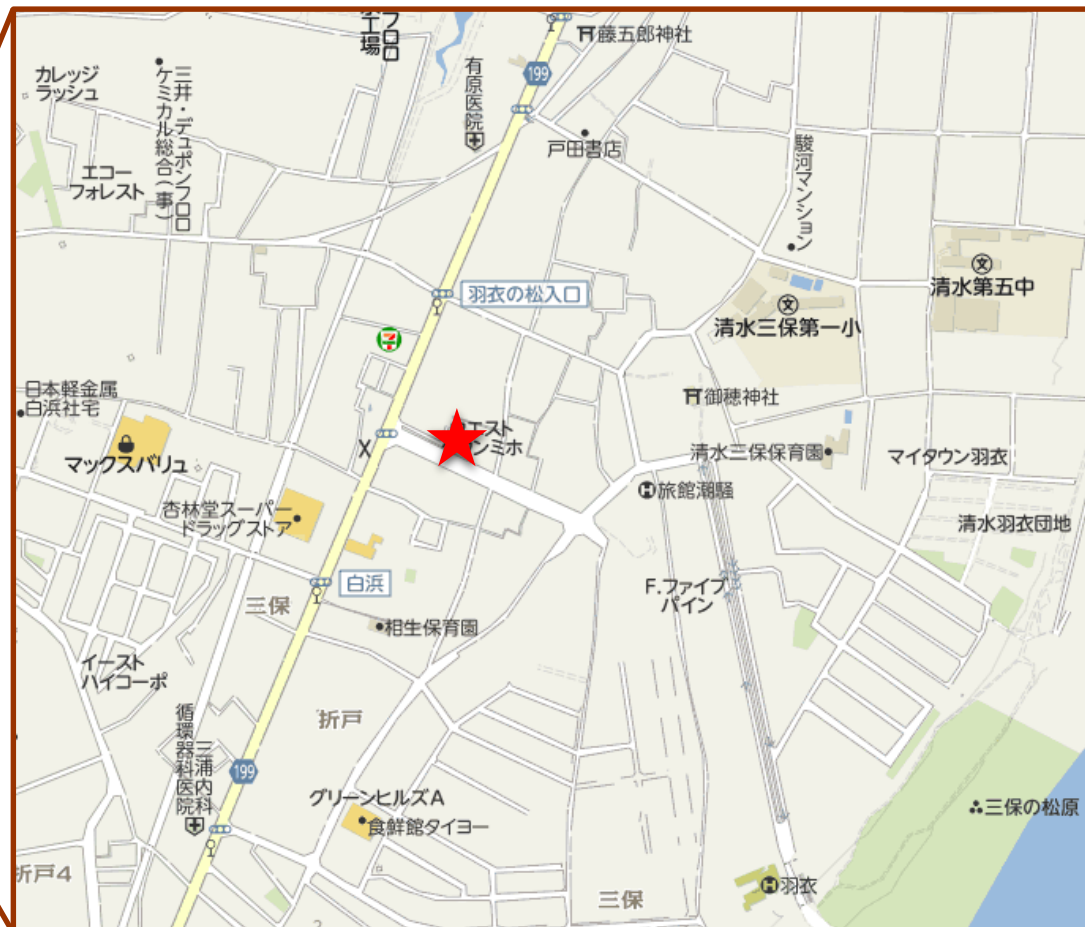 フロロ
工場
藤五郎神社
199
有原医院
カレッジ
ラッシュ
三井・デュポンフロロ
ケミカル総合(事)
戸田書店
エコー
フォレスト
駿河マンション
文
清水第五中
文
清水三保第一小
羽衣の松入口
7
日本軽金属
白浜社宅
御穂神社
エスト
ンミホ
X
清水三保保育園
マイタウン羽衣
マックスバリュ
H旅館潮騒
杏林堂スーパー
ドラッグストア
清水羽衣団地
白浜
F.ファイブ
パイン
三保
相生保育園
イースト
ハイコーポ
折戸
三浦内科
循環器科医院
199
グリーンヒルズA
食鮮館タイヨー
三保の松原
折戸4
H羽衣
三保
2